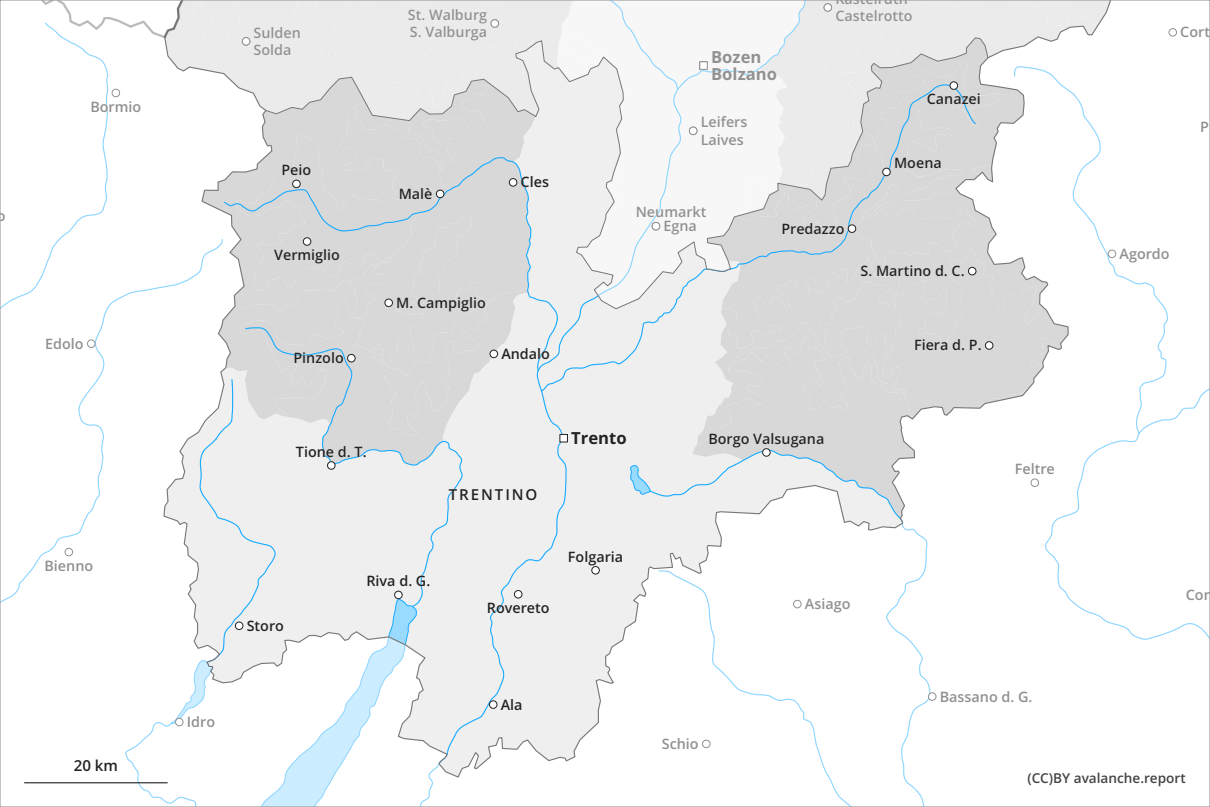 Kastelruth
Castelrotto
St. Walburg
S. Valburga
Sulden
Solda
Cort
Bozen
Bolzano
Bormio
Canazei
Leifers
Laives
P
Moena
Peio
Malè
Cles
Neumarkt
Egna
Predazzo
Vermiglio
Agordo
S. Martino d. C.
M. Campiglio
Edolo
Fiera d. P.
Pinzolo
Andalo
Trento
Borgo Valsugana
Tione d. T.
Feltre
TRENTINO
Bienno
Folgaria
Riva d. G.
Cor
Rovereto
Asiago
Storo
Bassano d. G.
Ala
Idro
Schio
20 km
(CC)BY avalanche.report